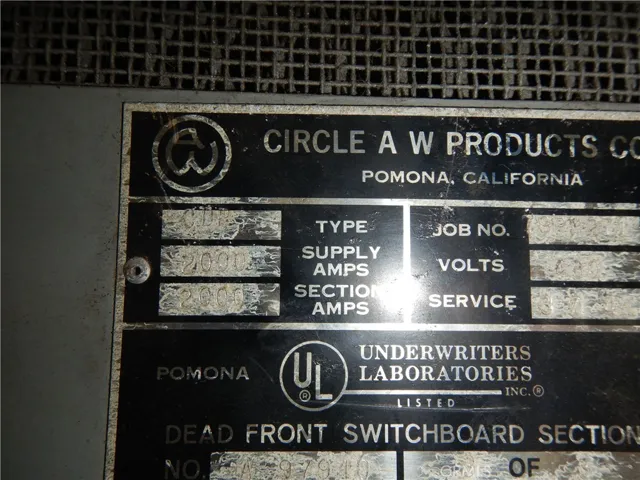 CIRCLE A W PRODUCTS CO
POMONA, CALIFORNIA
TYPE
JOB NO.
2000 SUPPLY AMPS
VOLTS
2000 SECTION AMPS
SERVICE
POMONA
UL
UNDERWRITERS
LABORATORIES
INC.®
LISTED
DEAD FRONT SWITCHBOARD SECTION
NO.
OF